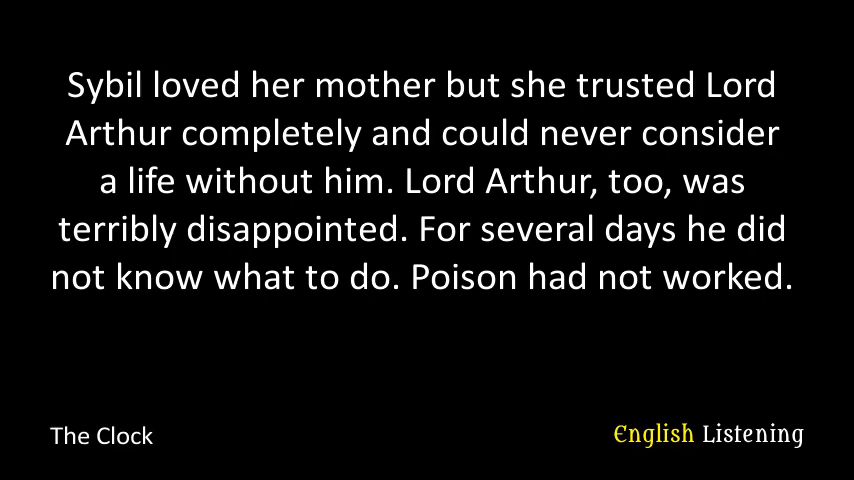 Sybil loved her mother but she trusted Lord
Arthur completely and could never consider
a life without him. Lord Arthur, too, was
terribly disappointed. For several days he did
not know what to do. Poison had not worked.
The Clock
English Listening